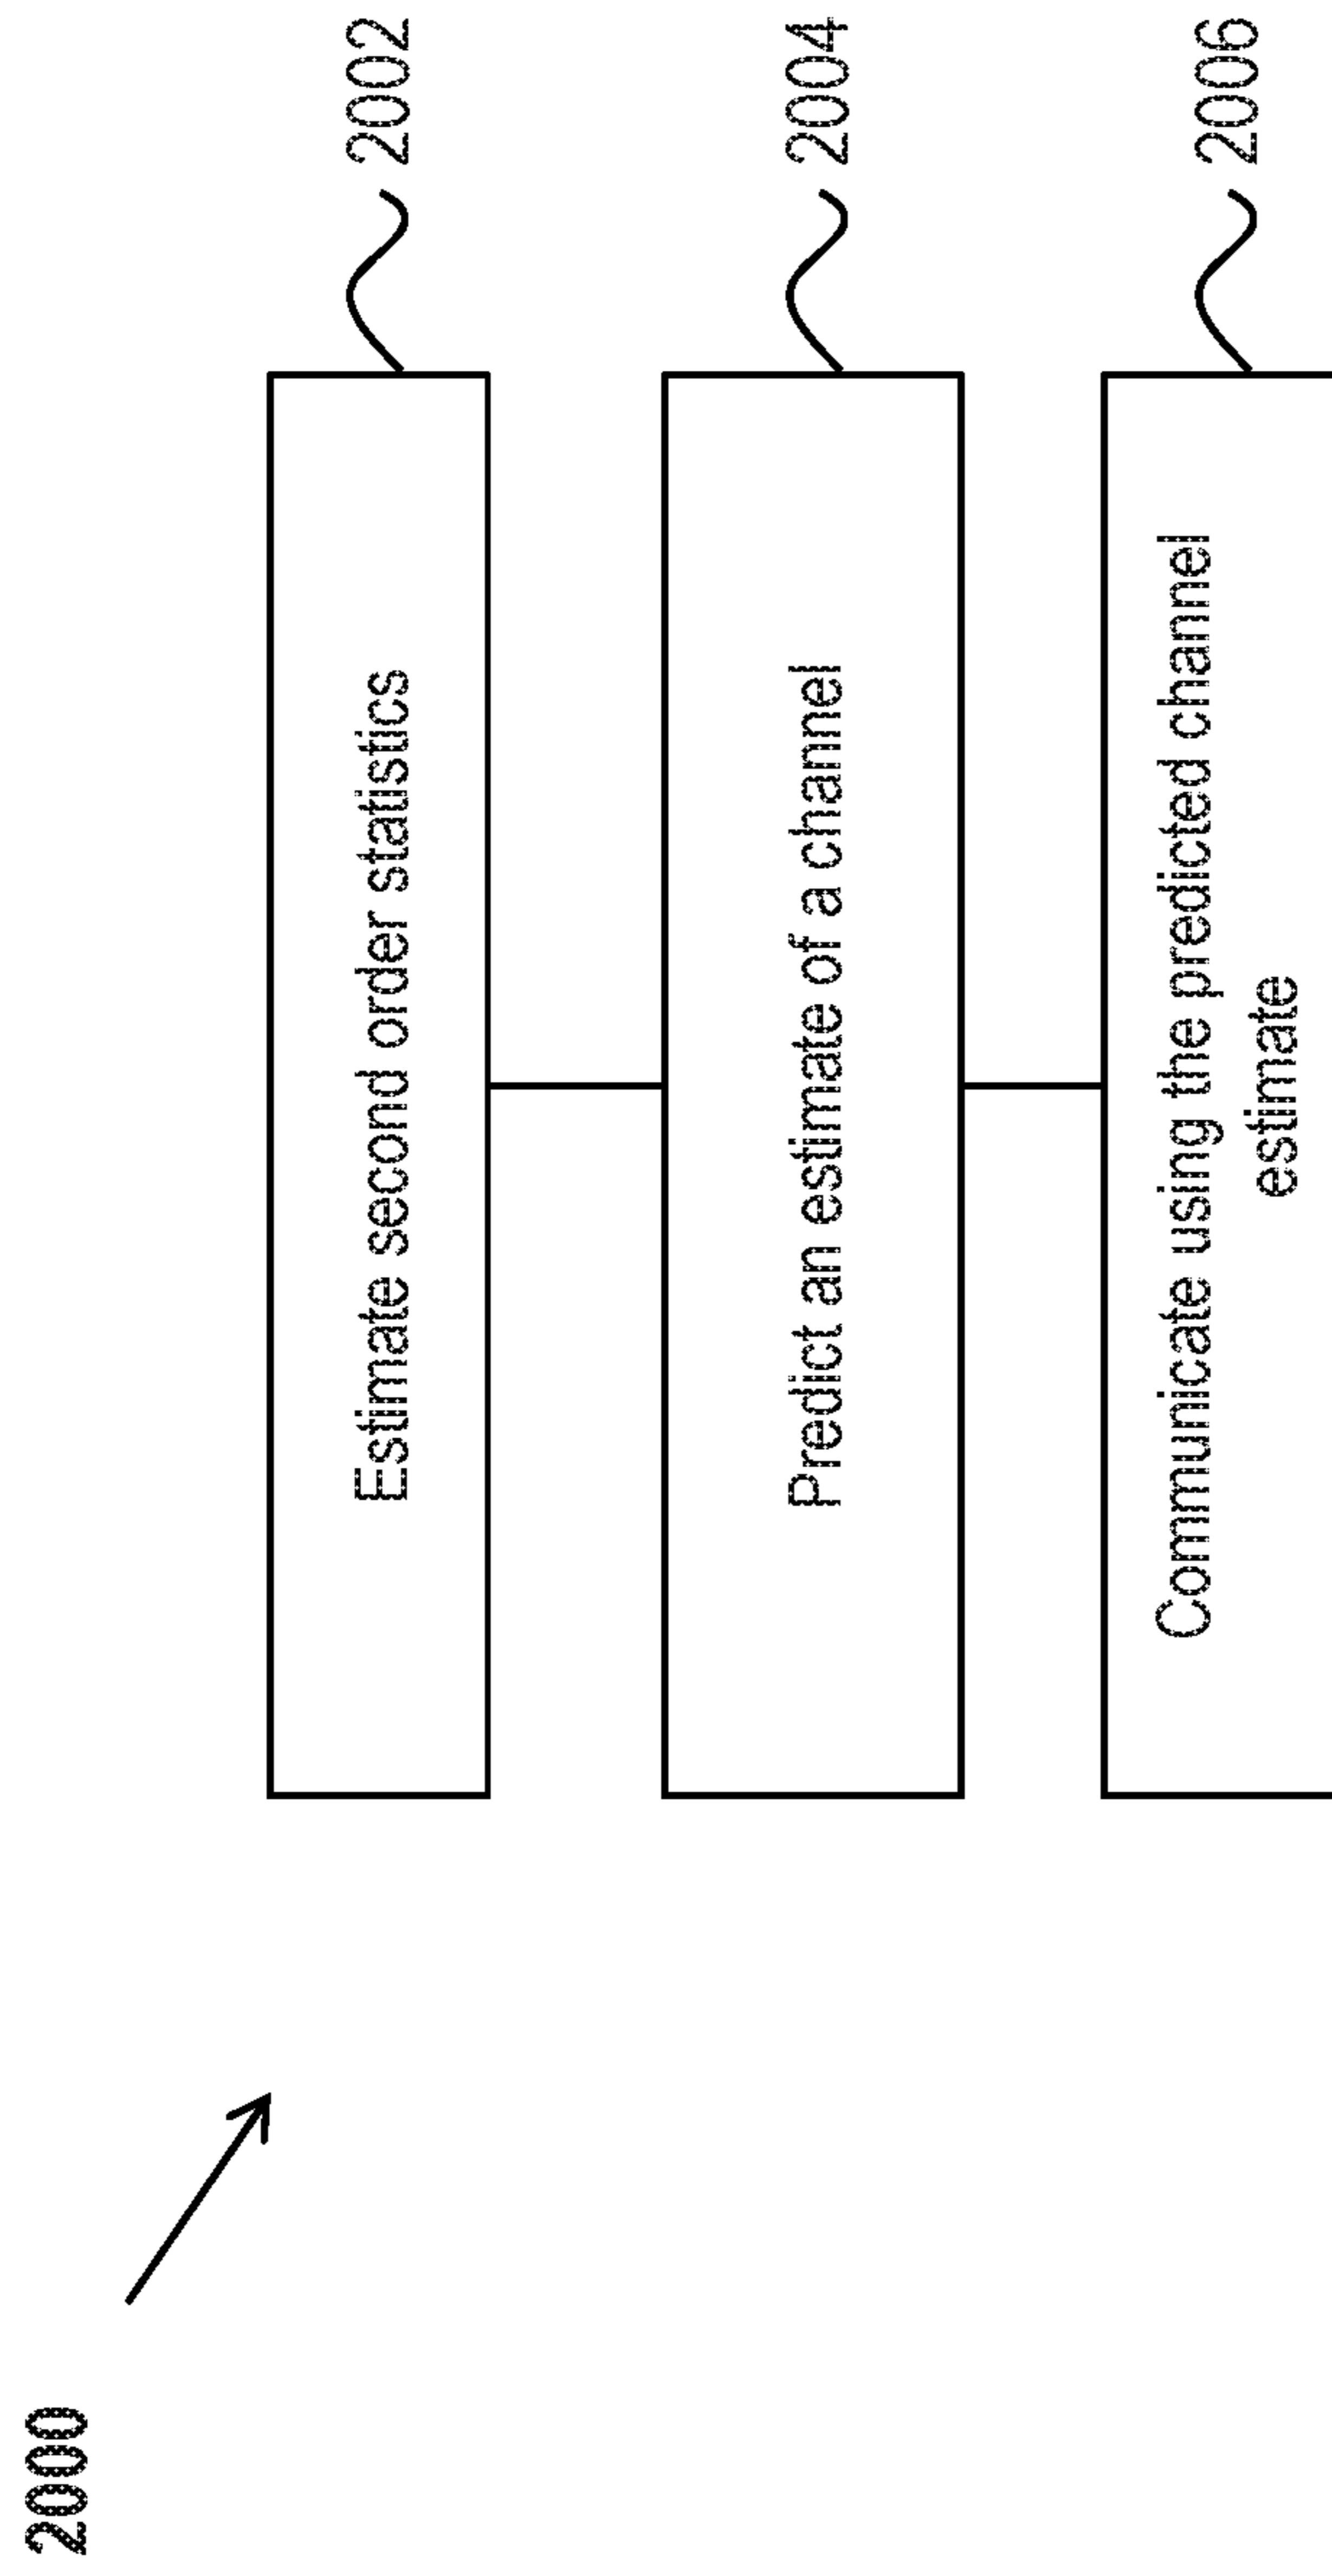 2000
Estimate second order statistics
2002
Predict an estimate of a channel
2004
Communicate using the predicted channel
estimate
2006